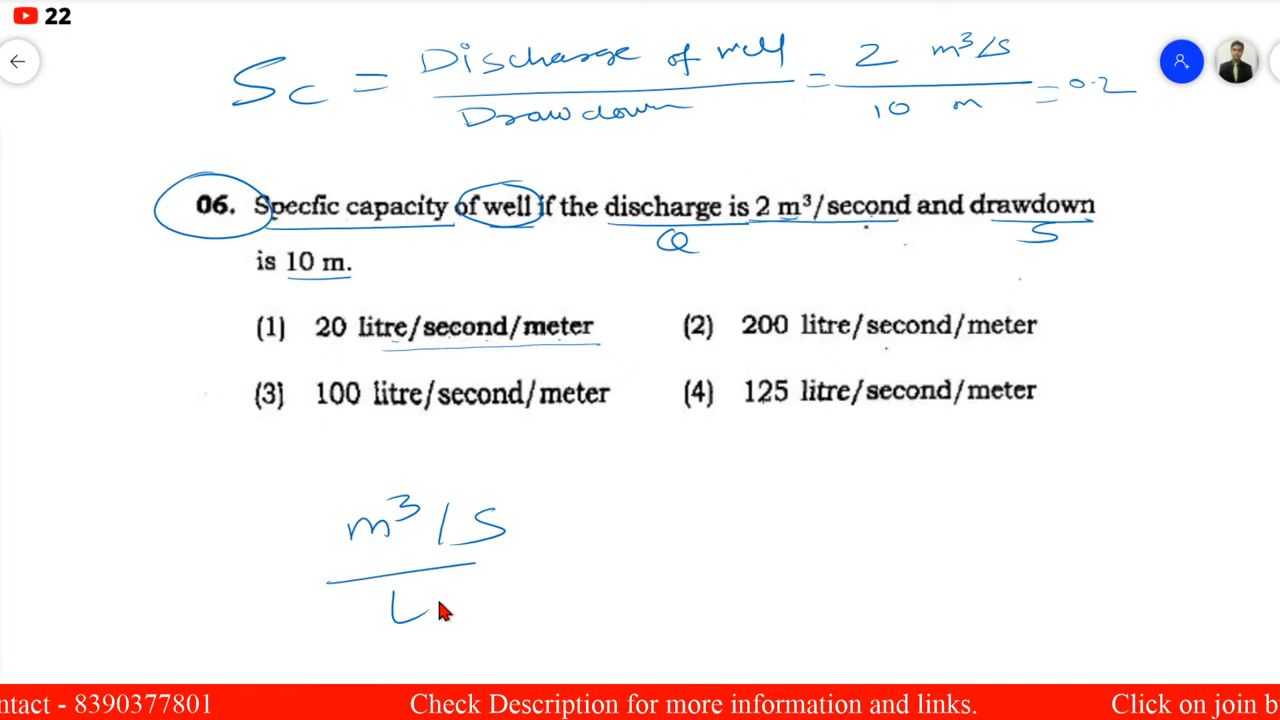 22
Sc = Discharge of well / Drawdown = 2 m³/s / 10 m = 0.2
06. Specfic capacity of well if the discharge is 2 m³/second and drawdown
Q S
is 10 m.
(1) 20 litre/second/meter (2) 200 litre/second/meter
(3) 100 litre/second/meter (4) 125 litre/second/meter
m³/s
L
ntact - 8390377801 Check Description for more information and links. Click on join b